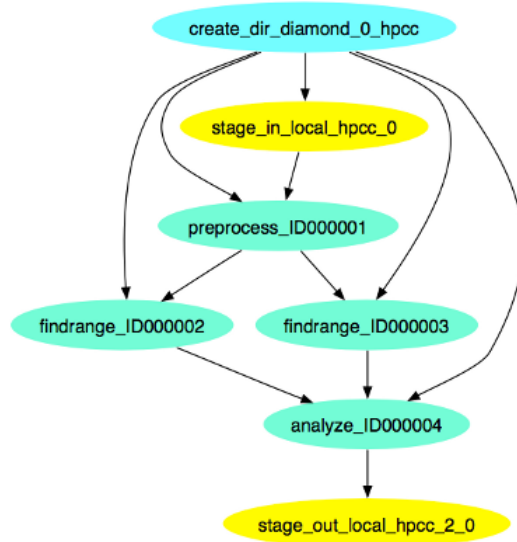 create_dir_diamond_0_hpcc
stage_in_local_hpcc_0
preprocess_ID000001
findrange_ID000002
findrange_ID000003
analyze_ID000004
stage_out_local_hpcc_2_0